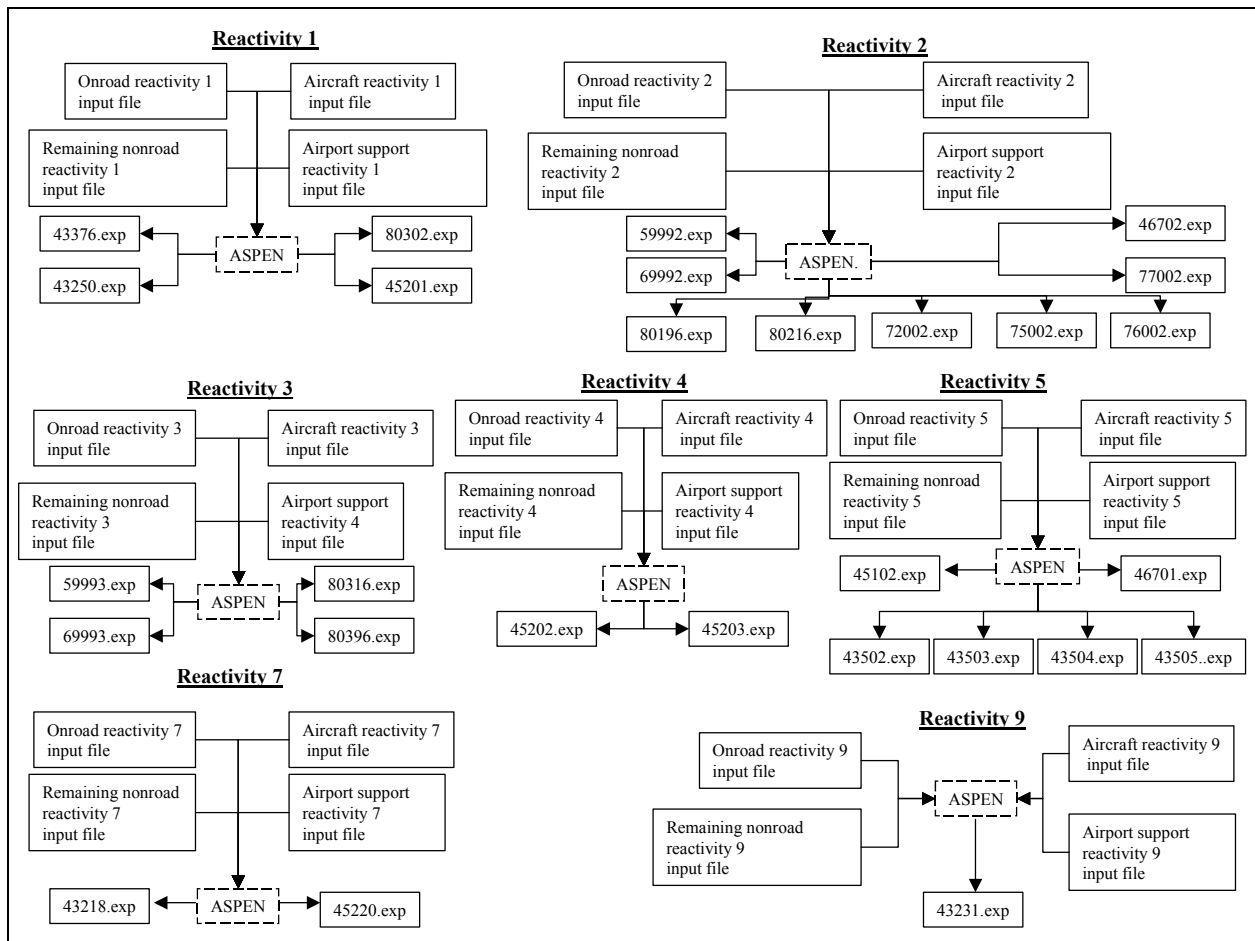 Reactivity 1
Onroad reactivity 1
input file
Aircraft reactivity 1
input file
Remaining nonroad
reactivity 1
input file
Airport support
reactivity 1
input file
43376.exp
43250.exp
ASPEN
80302.exp
45201.exp
Reactivity 2
Onroad reactivity 2
input file
Aircraft reactivity 2
input file
Remaining nonroad
reactivity 2
input file
Airport support
reactivity 2
input file
59992.exp
69992.exp
ASPEN.
46702.exp
77002.exp
80196.exp
80216.exp
72002.exp
75002.exp
76002.exp
Reactivity 3
Onroad reactivity 3
input file
Aircraft reactivity 3
input file
Remaining nonroad
reactivity 3
input file
Airport support
reactivity 4
input file
59993.exp
69993.exp
ASPEN
80316.exp
80396.exp
Reactivity 4
Onroad reactivity 4
input file
Aircraft reactivity 4
input file
Remaining nonroad
reactivity 4
input file
Airport support
reactivity 4
input file
ASPEN
45202.exp
45203.exp
Reactivity 5
Onroad reactivity 5
input file
Aircraft reactivity 5
input file
Remaining nonroad
reactivity 5
input file
Airport support
reactivity 5
input file
45102.exp
ASPEN
46701.exp
43502.exp
43503.exp
43504.exp
43505..exp
Reactivity 7
Onroad reactivity 7
input file
Aircraft reactivity 7
input file
Remaining nonroad
reactivity 7
input file
Airport support
reactivity 7
input file
43218.exp
ASPEN
45220.exp
Reactivity 9
Onroad reactivity 9
input file
Aircraft reactivity 9
input file
Remaining nonroad
reactivity 9
input file
ASPEN
Airport support
reactivity 9
input file
43231.exp